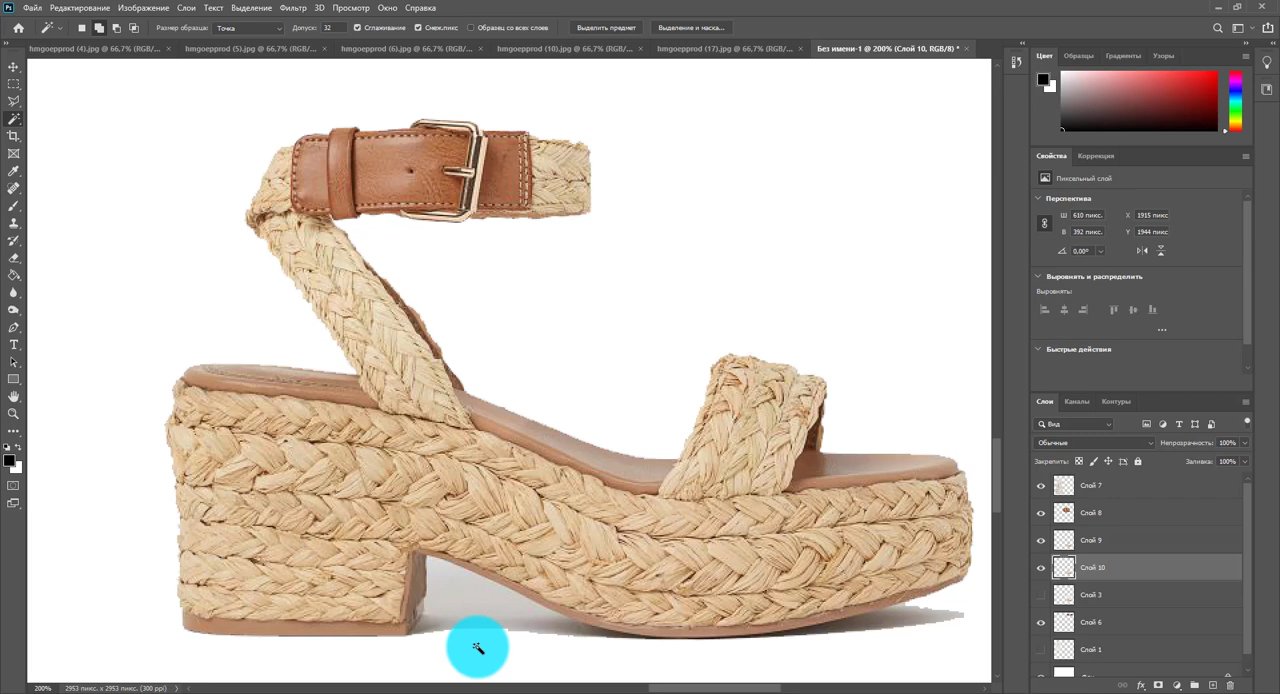 Файл Редактирование Изображение Слои Текст Выделение Фильтр 3D Просмотр Окно Справка
Размер образца: Точка Допуск: 32 Сглаживание Смеж.пикс Образец со всех слоев Выделить предмет Выделение и маска...
hmgoepprod (4).jpg @ 66,7% (RGB/... hmgoepprod (5).jpg @ 66,7% (RGB/... hmgoepprod (6).jpg @ 66,7% (RGB/... hmgoepprod (10).jpg @ 66,7% (RGB/... hmgoepprod (17).jpg @ 66,7% (RGB/... Без имени-1 @ 200% (Слой 10, RGB/8) *
Цвет Образцы Градиенты Узоры
Свойства Коррекция
Пиксельный слой
Перспектива
Ш 610 пикс. X 1915 пикс
В 392 пикс. Y 1944 пикс
0,00°
Выровнять и распределить
Выровнять:
Быстрые действия
Слои Каналы Контуры
Вид
Обычные Непрозрачность: 100%
Закрепить: Заливка: 100%
Слой 7
Слой 8
Слой 9
Слой 10
Слой 3
Слой 6
Слой 1
200% 2953 пикс. x 2953 пикс. (300 ppi)